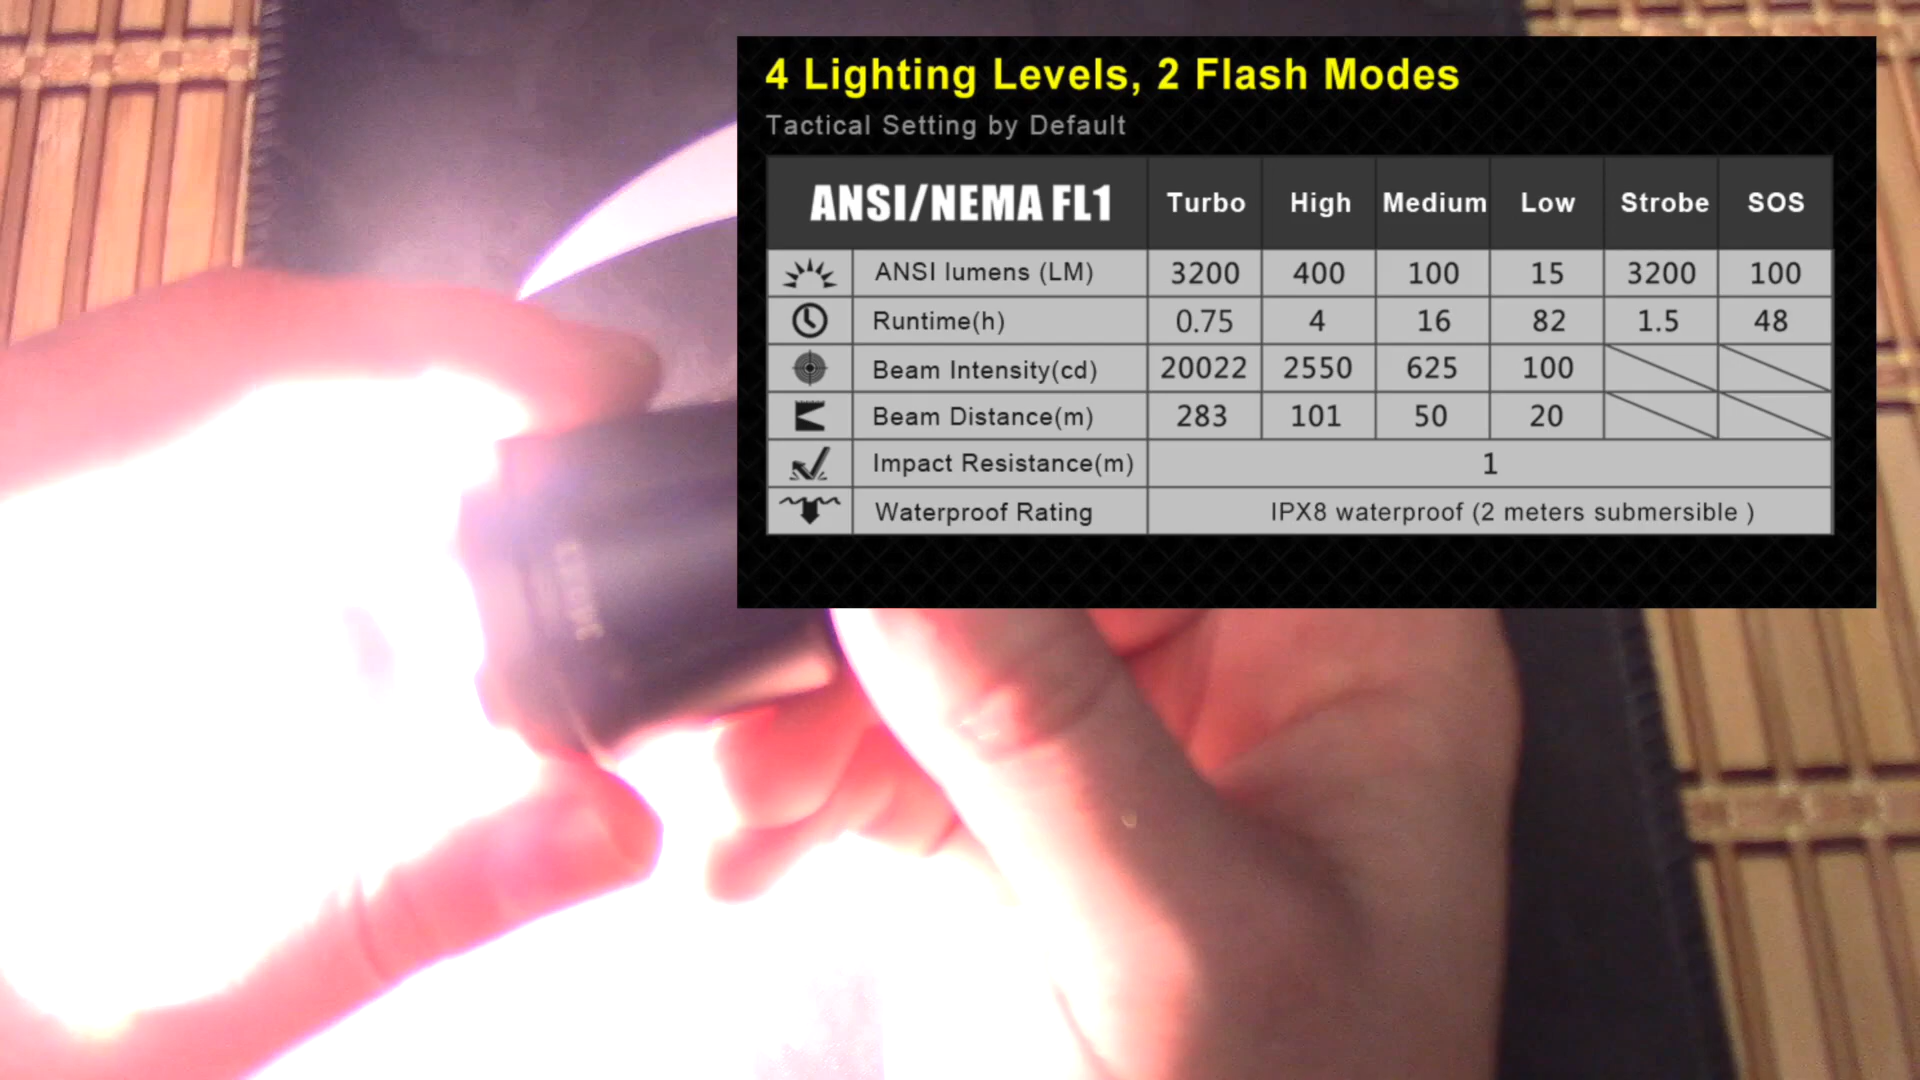 4 Lighting Levels, 2 Flash Modes
Tactical Setting by Default
ANSI/NEMA FL1 Turbo High Medium Low Strobe SOS
ANSI lumens (LM) 3200 400 100 15 3200 100
Runtime(h) 0.75 4 16 82 1.5 48
Beam Intensity(cd) 20022 2550 625 100
Beam Distance(m) 283 101 50 20
Impact Resistance(m) 1
Waterproof Rating IPX8 waterproof (2 meters submersible )